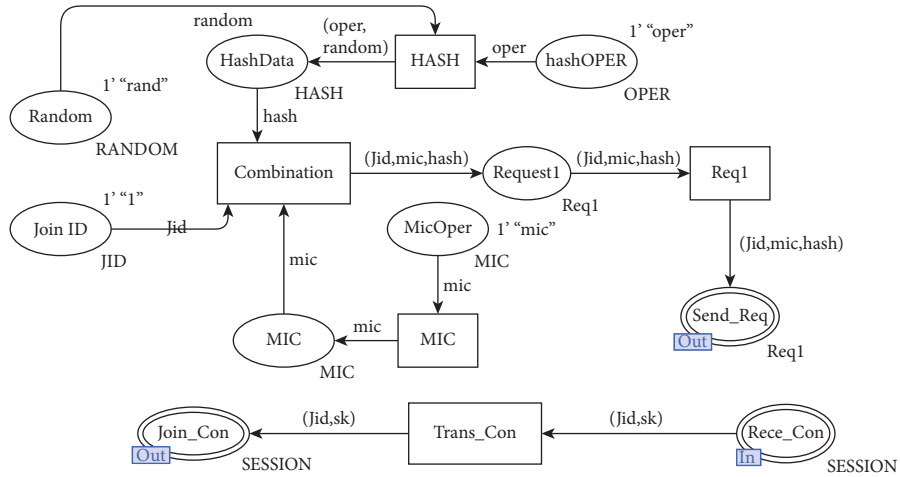 random
(oper,
random)
1’ “oper”
HashData
HASH
oper
hashOPER
HASH
OPER
1’ “rand”
Random
RANDOM
hash
Combination
(Jid,mic,hash)
Request1
(Jid,mic,hash)
Req1
Req1
1’ “1”
Join ID
Jid
JID
MicOper
1’ “mic”
MIC
mic
mic
(Jid,mic,hash)
MIC
mic
MIC
MIC
Send_Req
Out
Req1
Join_Con
Out
SESSION
(Jid,sk)
Trans_Con
(Jid,sk)
Rece_Con
In
SESSION